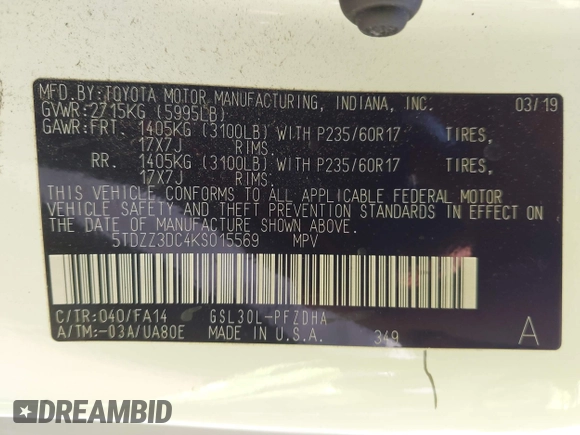 MFD.BY:TOYOTA MOTOR MANUFACTURING, INDIANA, INC. 03/19
GVWR:2715KG (5995LB)
GAWR:FRT. 1405KG (3100LB) WITH P235/60R17 TIRES,
17X7J RIMS.
RR. 1405KG (3100LB) WITH P235/60R17 TIRES,
17X7J RIMS.
THIS VEHICLE CONFORMS TO ALL APPLICABLE FEDERAL MOTOR
VEHICLE SAFETY AND THEFT PREVENTION STANDARDS IN EFFECT ON
THE DATE OF MANUFACTURE SHOWN ABOVE.
5TDZZ3DC4KS015569 MPV
C/TR:040/FA14 GSL30L-PFZDHA
A/TM:-03A/UA80E MADE IN U.S.A. 349 A
DREAMBID